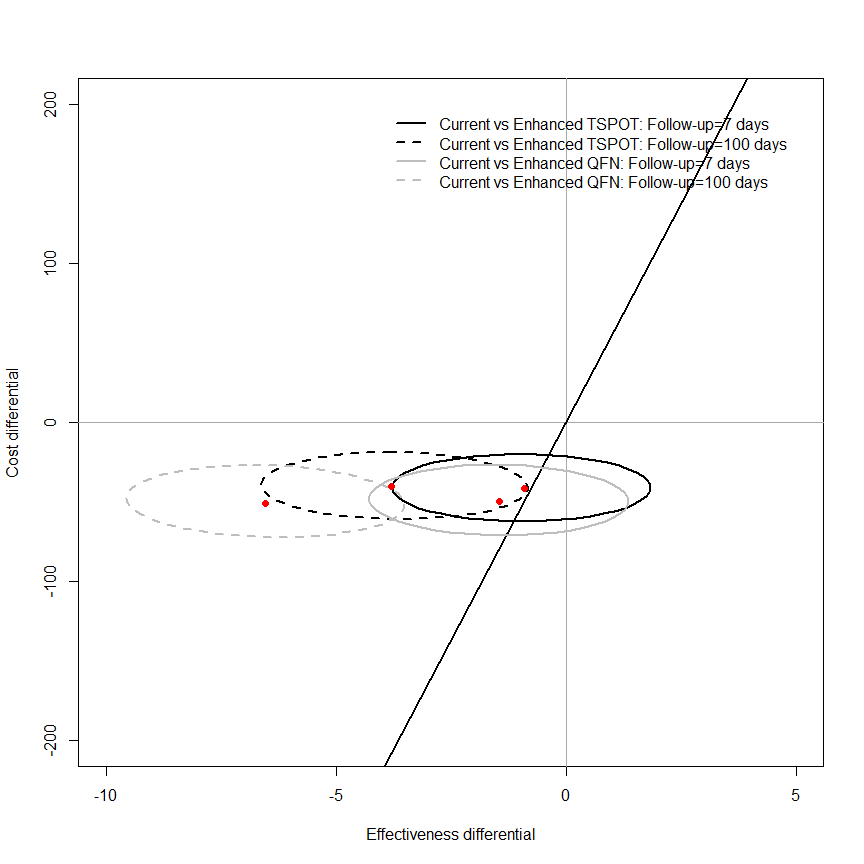 Current vs Enhanced TSPOT: Follow-up=7 days
Current vs Enhanced TSPOT: Follow-up=100 days
Current vs Enhanced QFN: Follow-up=7 days
Current vs Enhanced QFN: Follow-up=100 days
200
100
0
-100
-200
Cost differential
-10
-5
0
5
Effectiveness differential